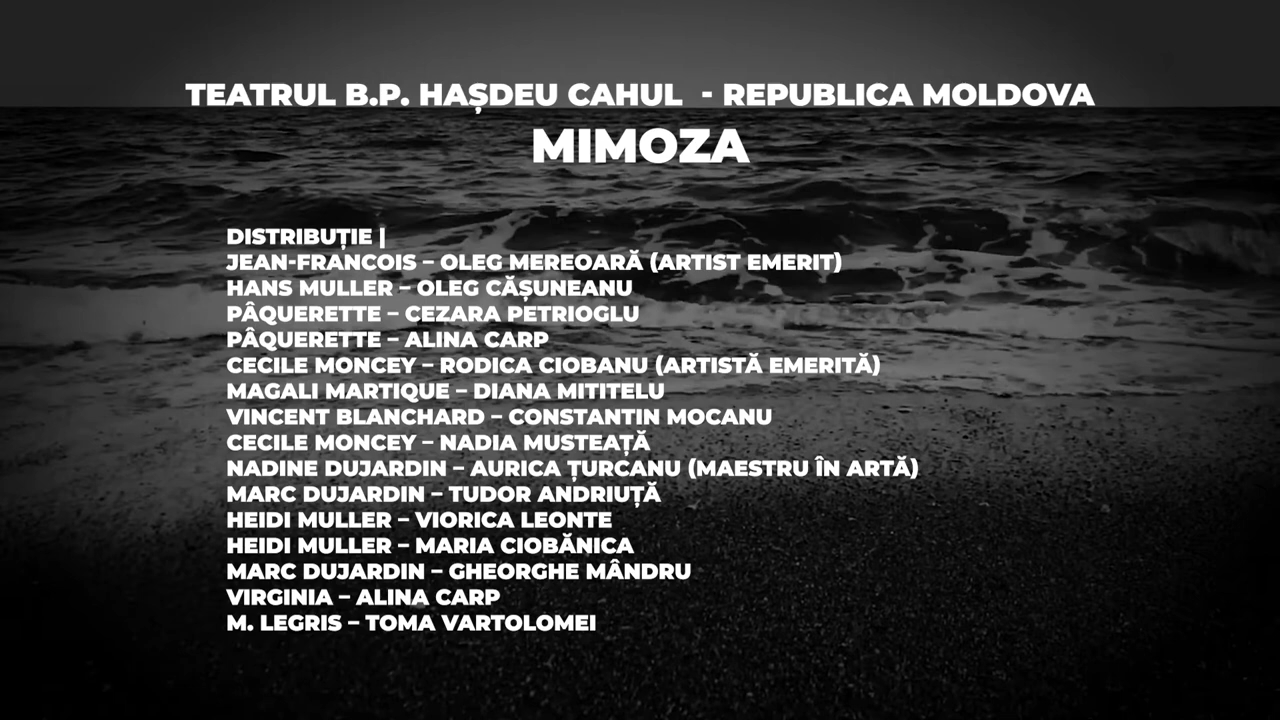 TEATRUL B.P. HAȘDEU CAHUL - REPUBLICA MOLDOVA
MIMOZA
DISTRIBUȚIE |
JEAN-FRANCOIS – OLEG MEREOARĂ (ARTIST EMERIT)
HANS MULLER – OLEG CĂȘUNEANU
PÂQUERETTE – CEZARA PETRIOGLU
PÂQUERETTE – ALINA CARP
CECILE MONCEY – RODICA CIOBANU (ARTISTĂ EMERITĂ)
MAGALI MARTIQUE – DIANA MITITELU
VINCENT BLANCHARD – CONSTANTIN MOCANU
CECILE MONCEY – NADIA MUSTEAȚĂ
NADINE DUJARDIN – AURICA ȚURCANU (MAESTRU ÎN ARTĂ)
MARC DUJARDIN – TUDOR ANDRIUȚĂ
HEIDI MULLER – VIORICA LEONTE
HEIDI MULLER – MARIA CIOBĂNICA
MARC DUJARDIN – GHEORGHE MÂNDRU
VIRGINIA – ALINA CARP
M. LEGRIS – TOMA VARTOLOMEI